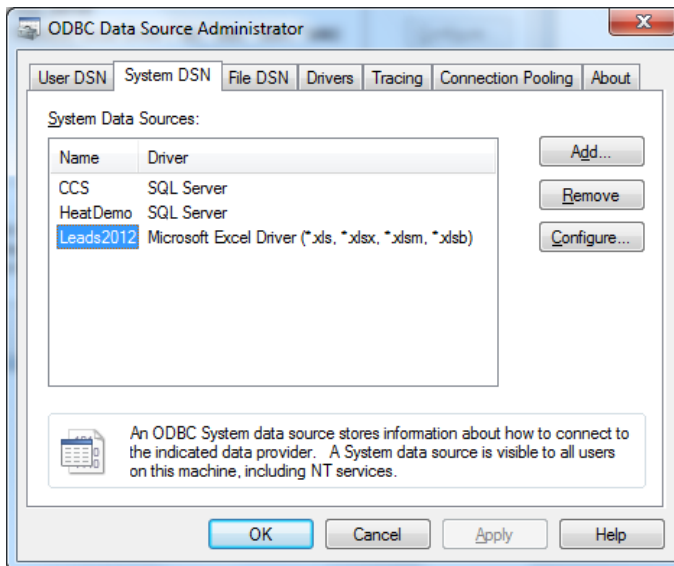 ODBC Data Source Administrator
User DSN System DSN File DSN Drivers Tracing Connection Pooling About
System Data Sources:
Name Driver
CCS SQL Server
HeatDemo SQL Server
Leads2012 Microsoft Excel Driver (*.xls, *.xlsx, *.xlsm, *.xlsb)
Add...
Remove
Configure...
An ODBC System data source stores information about how to connect to
the indicated data provider. A System data source is visible to all users
on this machine, including NT services.
OK Cancel Apply Help